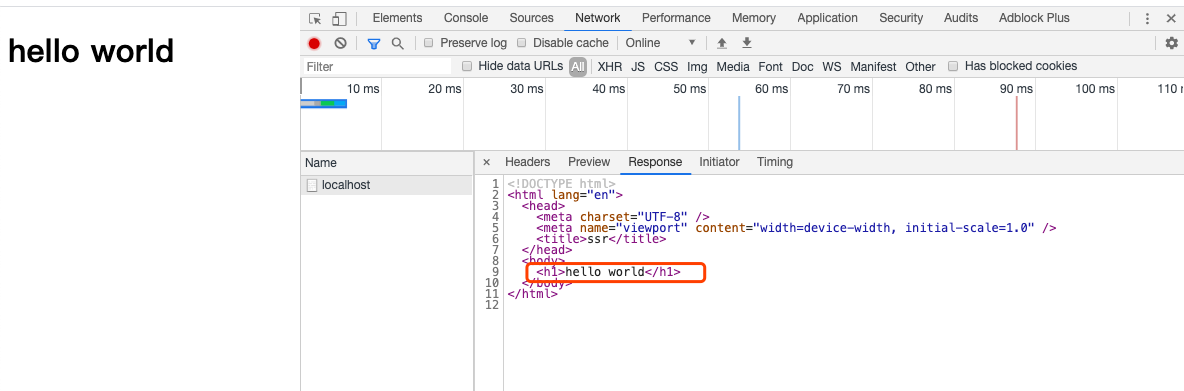 hello world
Elements Console Sources Network Performance Memory Application Security Audits Adblock Plus
Preserve log Disable cache Online
Filter Hide data URLs All XHR JS CSS Img Media Font Doc WS Manifest Other Has blocked cookies
10 ms 20 ms 30 ms 40 ms 50 ms 60 ms 70 ms 80 ms 90 ms 100 ms 110 m
Name
localhost
× Headers Preview Response Initiator Timing
1 <!DOCTYPE html>
2 <html lang="en">
3 <head>
4 <meta charset="UTF-8" />
5 <meta name="viewport" content="width=device-width, initial-scale=1.0" />
6 <title>ssr</title>
7 </head>
8 <body>
9 <h1>hello world</h1>
10 </body>
11 </html>
12